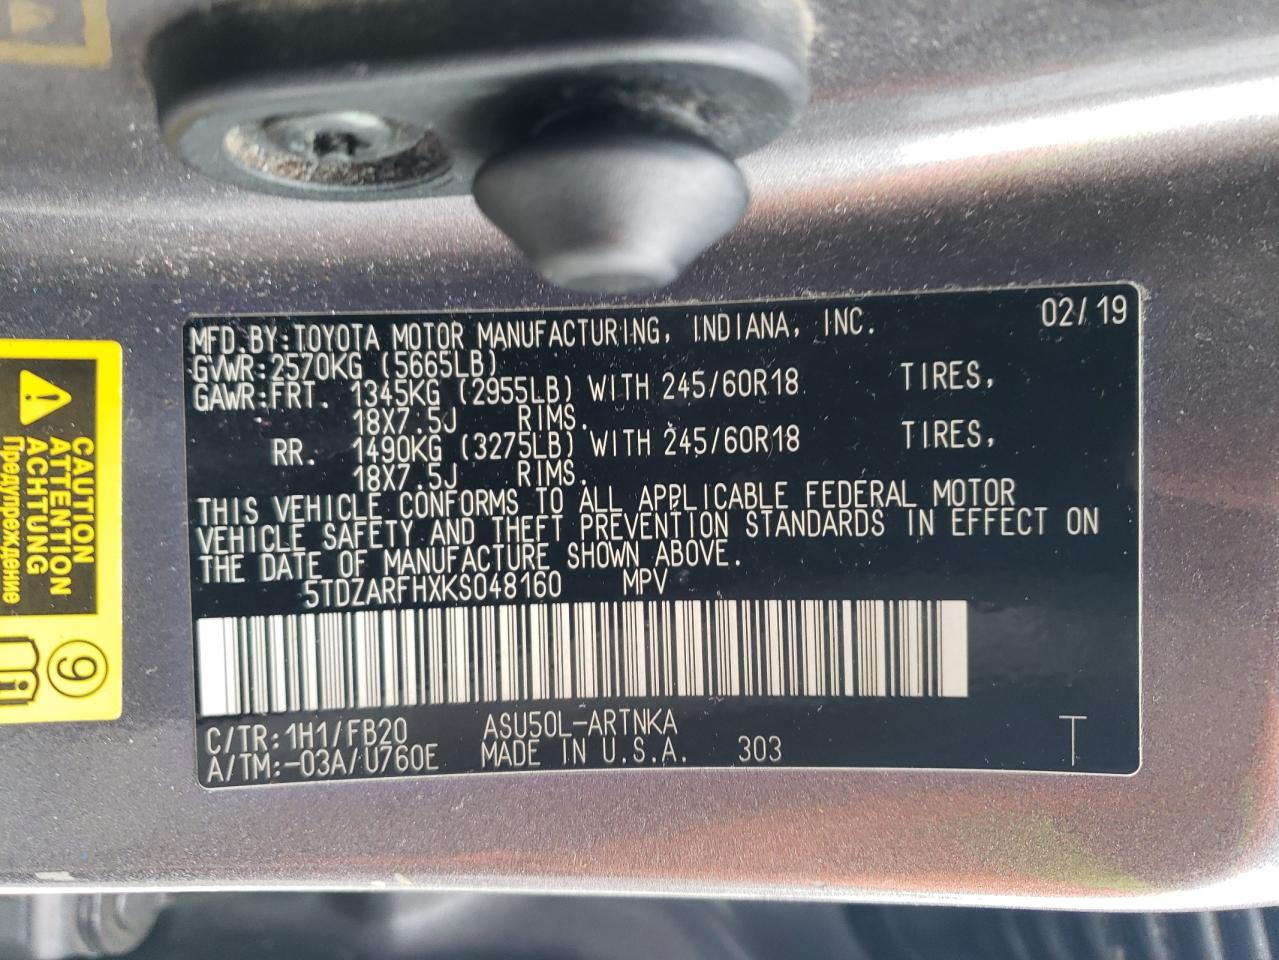 MFD.BY:TOYOTA MOTOR MANUFACTURING, INDIANA, INC. 02/19
GVWR:2570KG (5665LB)
GAWR:FRT. 1345KG (2955LB) WITH 245/60R18 TIRES,
18X7.5J RIMS.
RR. 1490KG (3275LB) WITH 245/60R18 TIRES,
18X7.5J RIMS.
THIS VEHICLE CONFORMS TO ALL APPLICABLE FEDERAL MOTOR
VEHICLE SAFETY AND THEFT PREVENTION STANDARDS IN EFFECT ON
THE DATE OF MANUFACTURE SHOWN ABOVE.
5TDZARFHXKS048160 MPV
C/TR:1H1/FB20 ASU50L-ARTNKA
A/TM:-03A/U760E MADE IN U.S.A. 303 T
CAUTION
ATTENTION
ACHTUNG
Предупреждение
9